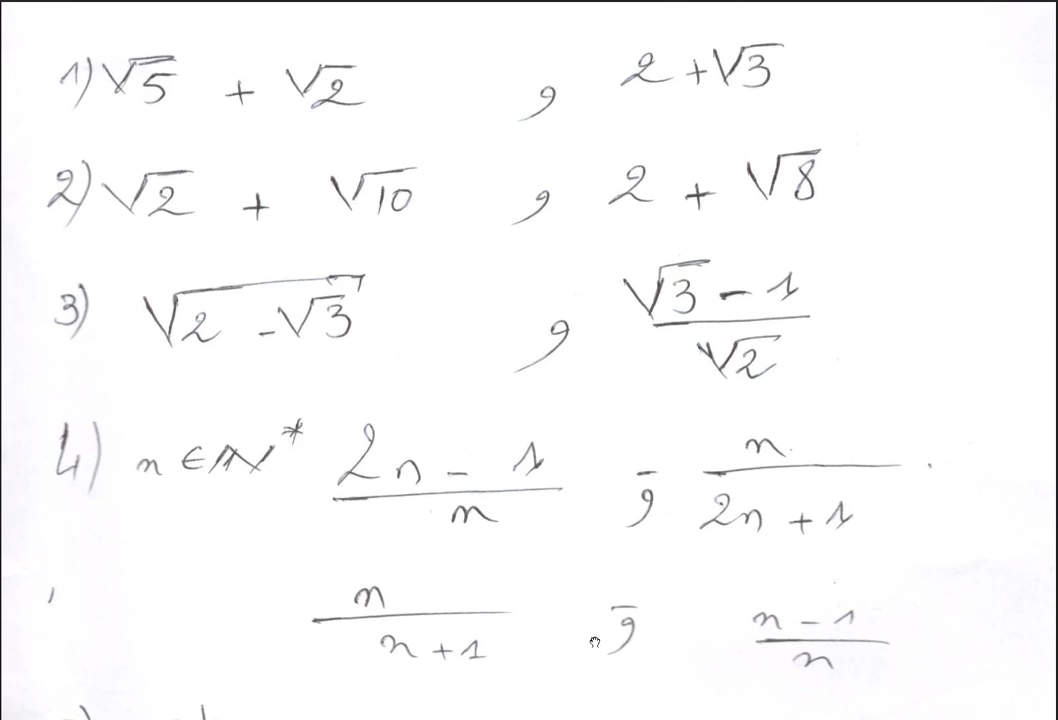 1) √5 + √2 , 2 + √3
2) √2 + √10 , 2 + √8
3) √(2 - √3) , (√3 - 1)/√2
4) n ∈ ℕ* (2n - 1)/n ; n/(2n + 1)
n/(n + 1) ; (n - 1)/n